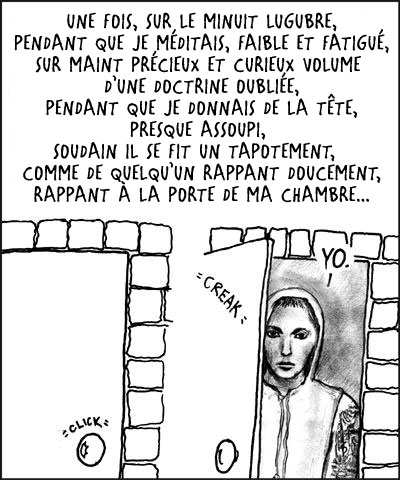 UNE FOIS, SUR LE MINUIT LUGUBRE,
PENDANT QUE JE MÉDITAIS, FAIBLE ET FATIGUÉ,
SUR MAINT PRÉCIEUX ET CURIEUX VOLUME
D'UNE DOCTRINE OUBLIÉE,
PENDANT QUE JE DONNAIS DE LA TÊTE,
PRESQUE ASSOUPI,
SOUDAIN IL SE FIT UN TAPOTEMENT,
COMME DE QUELQU'UN RAPPANT DOUCEMENT,
RAPPANT À LA PORTE DE MA CHAMBRE...
CLICK
CREAK
YO.